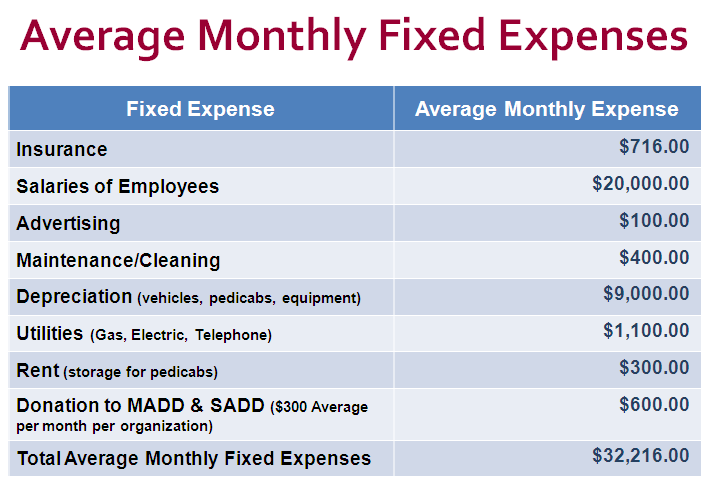 Average Monthly Fixed Expenses
Fixed Expense Average Monthly Expense
Insurance $716.00
Salaries of Employees $20,000.00
Advertising $100.00
Maintenance/Cleaning $400.00
Depreciation (vehicles, pedicabs, equipment) $9,000.00
Utilities (Gas, Electric, Telephone) $1,100.00
Rent (storage for pedicabs) $300.00
Donation to MADD & SADD ($300 Average $600.00
per month per organization)
Total Average Monthly Fixed Expenses $32,216.00